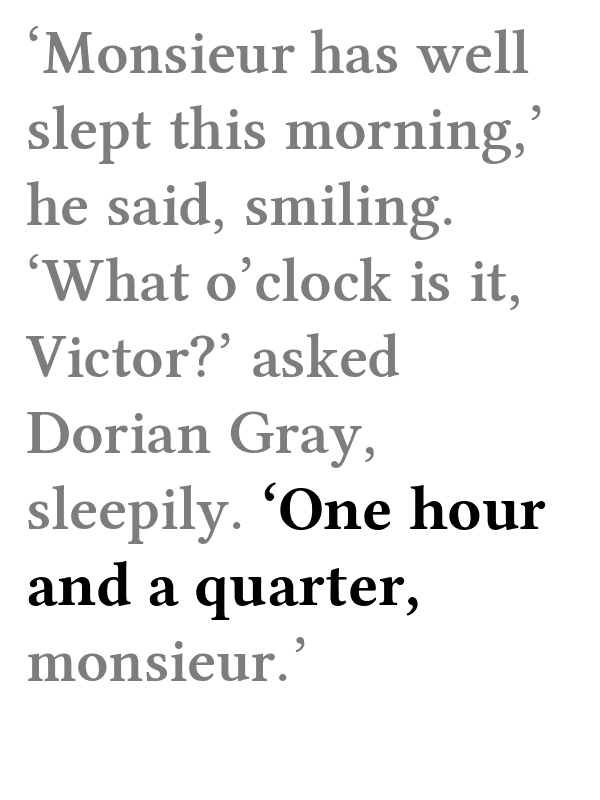 ‘Monsieur has well
slept this morning,’
he said, smiling.
‘What o’clock is it,
Victor?’ asked
Dorian Gray,
sleepily. ‘One hour
and a quarter,
monsieur.’